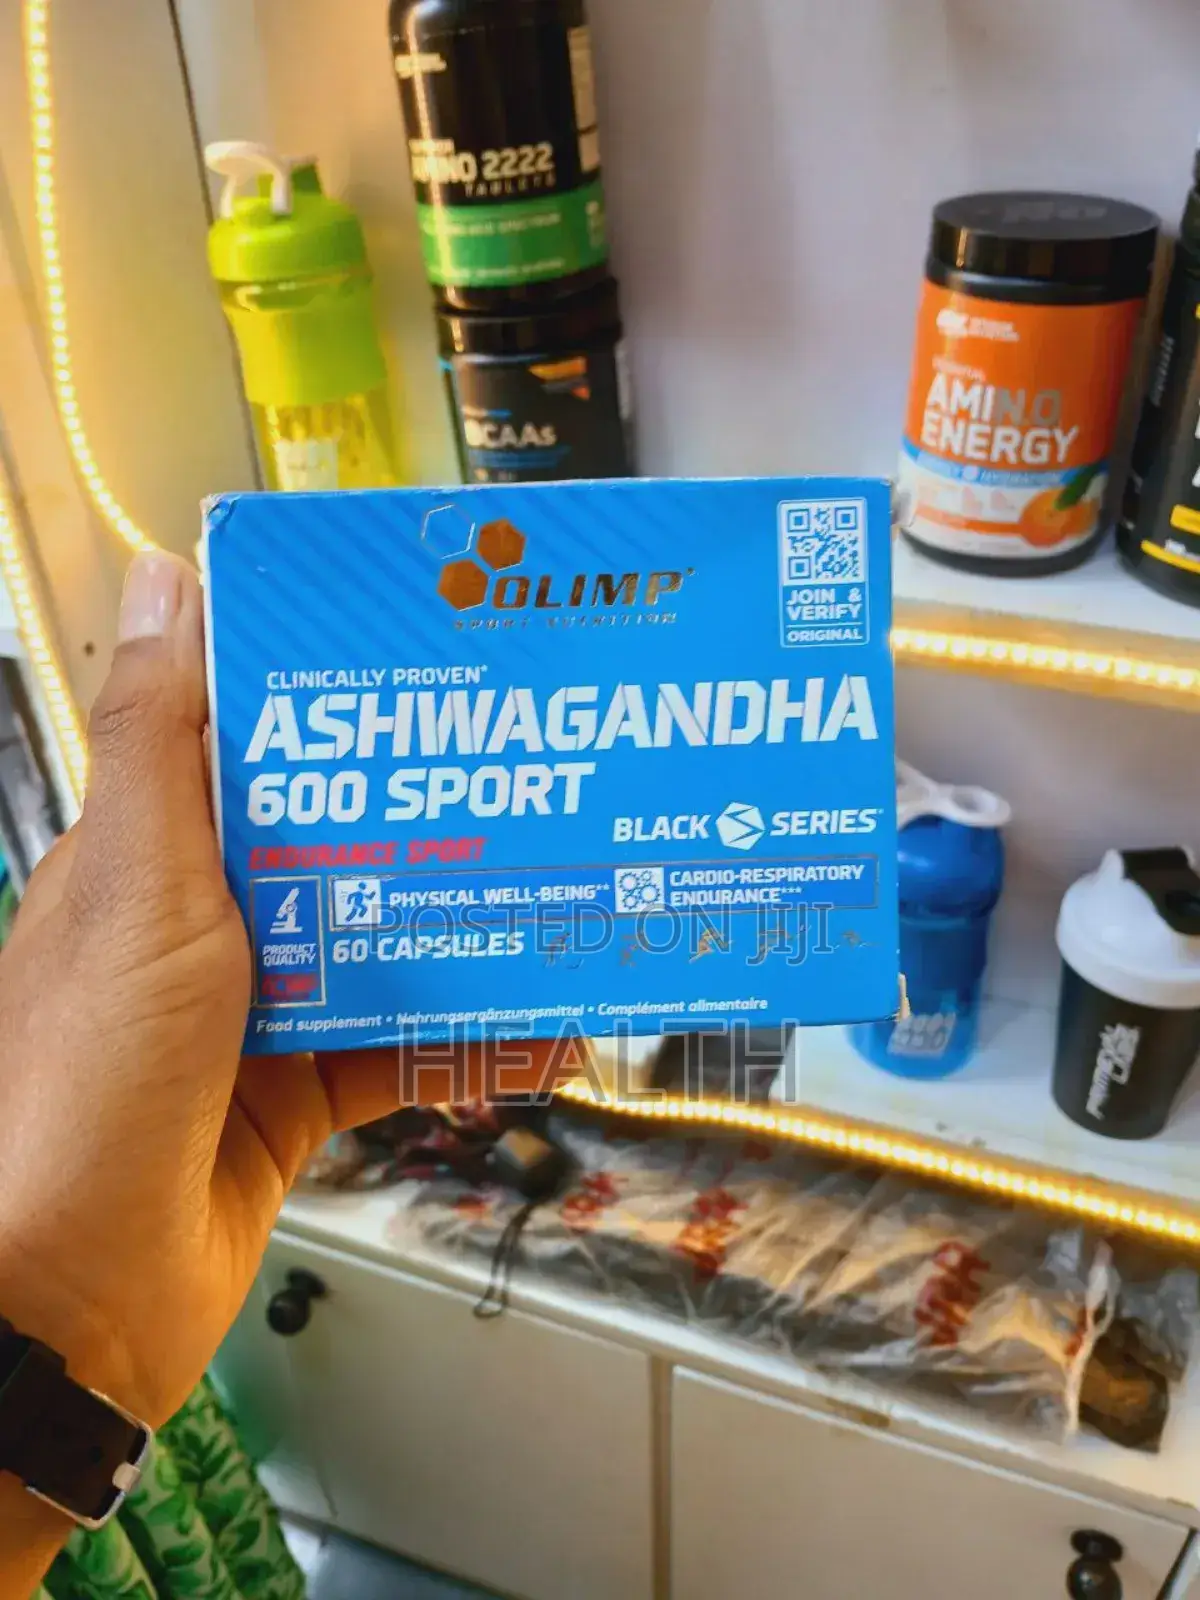 AMINO 2222
TABLETS
BCAAs
AMIN.O.
ENERGY
OLIMP
SPORT NUTRITION
JOIN &
VERIFY
ORIGINAL
CLINICALLY PROVEN*
ASHWAGANDHA
600 SPORT
BLACK SERIES
ENDURANCE SPORT
PHYSICAL WELL-BEING**
CARDIO-RESPIRATORY
ENDURANCE***
PRODUCT
QUALITY
60 CAPSULES
Food supplement • Nahrungsergänzungsmittel • Complément alimentaire
POSTED ON JIJI
HEALTH